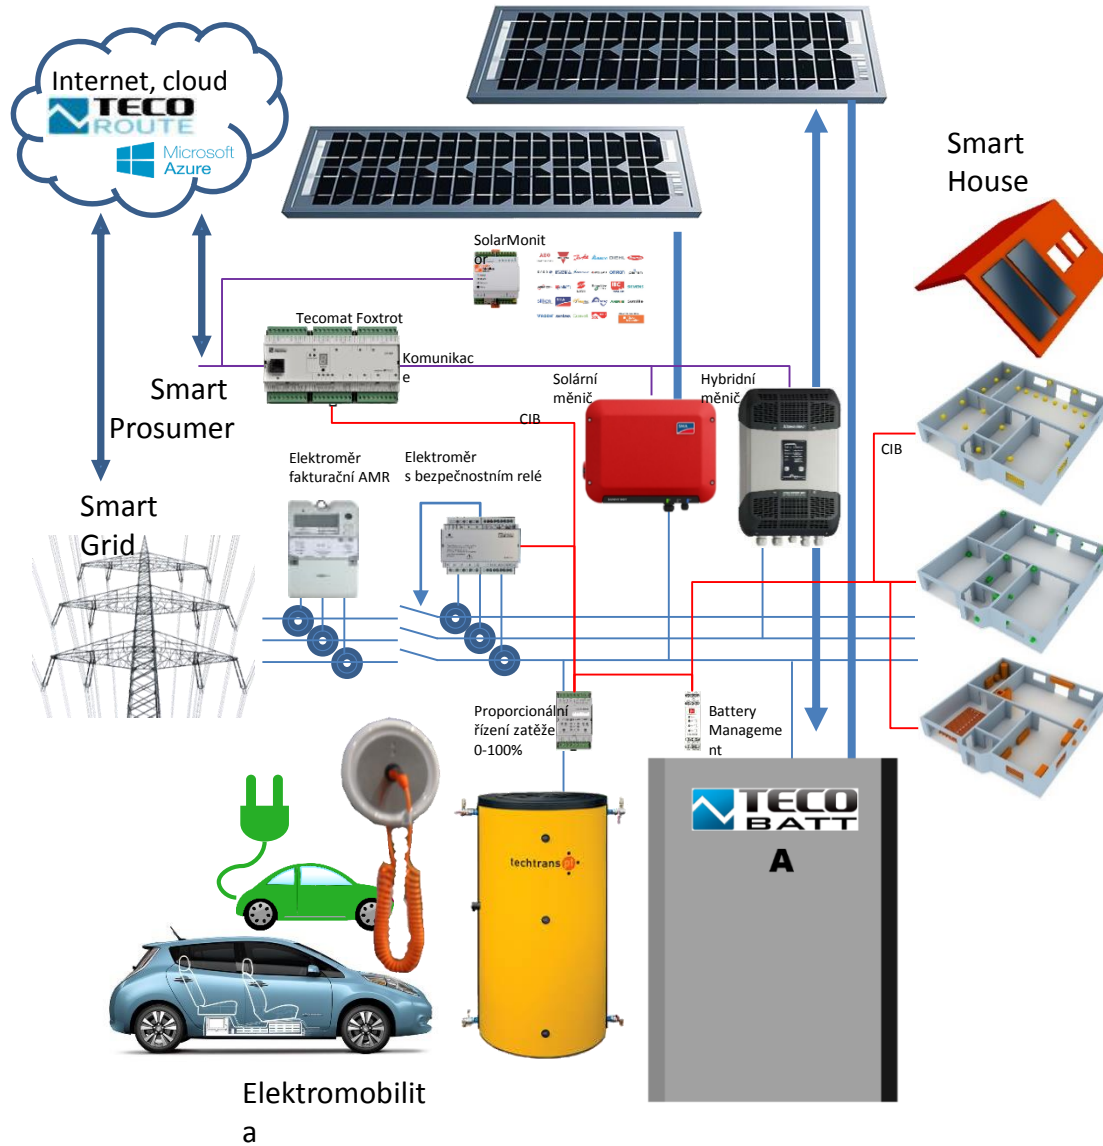 Internet, cloud
TECO
ROUTE
Microsoft
Azure
Smart
House
SolarMonit
or
Tecomat Foxtrot
Komunikac
e
Solární
měnič
Hybridní
měnič
Smart
Prosumer
CIB
CIB
Elektroměr
fakturační AMR
Elektroměr
s bezpečnostním relé
Smart
Grid
Proporcionální
řízení zatěže
0-100%
Battery
Manageme
nt
TECO
BATT
A
techtrans
Elektromobilit
a